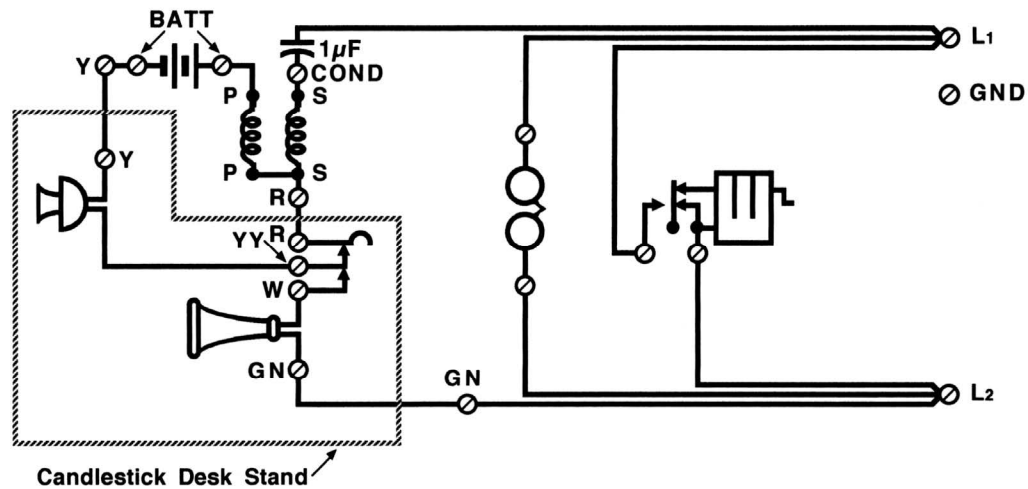 BATT
L1
1µF
Y
COND
P
S
GND
Y
P
S
R
R
YY
W
GN
GN
L2
Candlestick Desk Stand